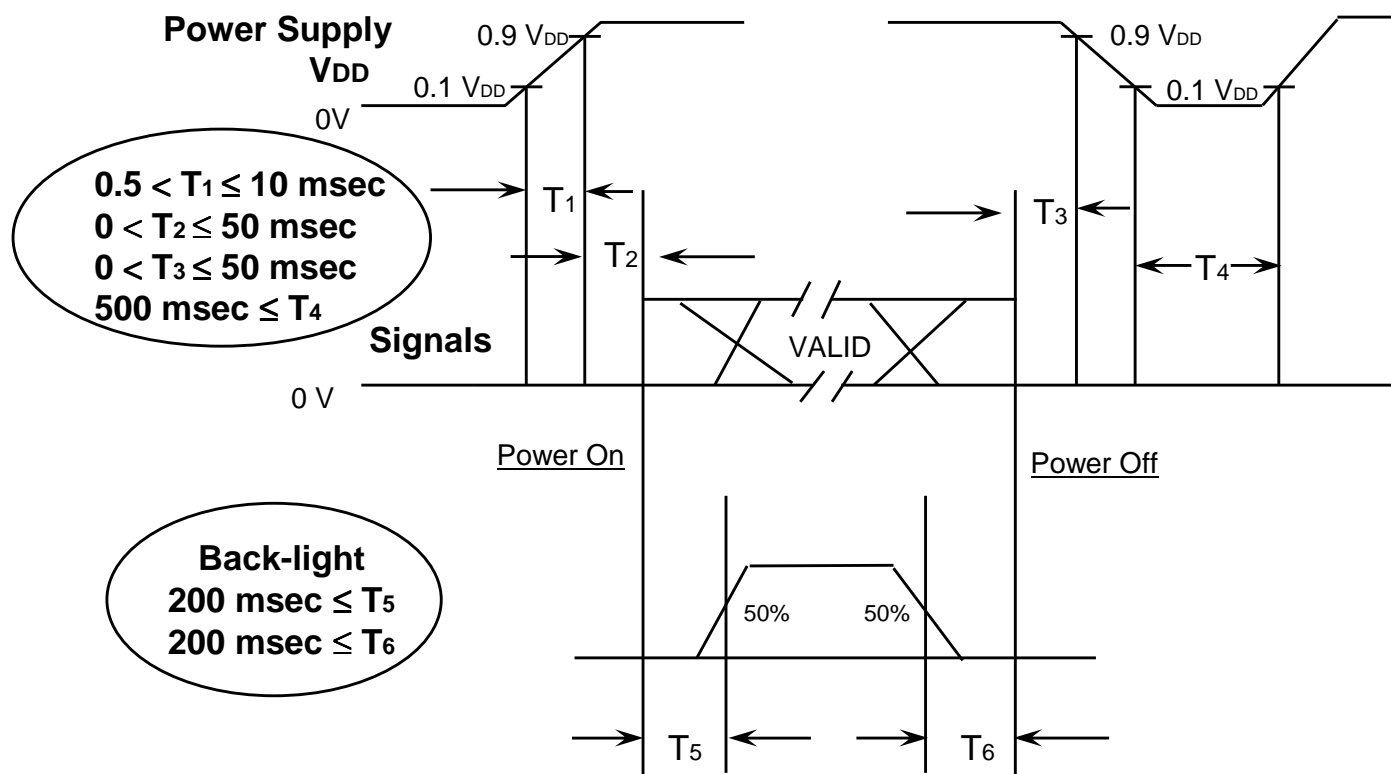 Power Supply
VDD
0.9 VDD
0.1 VDD
0V
0.9 VDD
0.1 VDD
0.5 < T1 ≤ 10 msec
0 < T2 ≤ 50 msec
0 < T3 ≤ 50 msec
500 msec ≤ T4
T1
T2
T3
T4
Signals
VALID
0 V
Power On
Power Off
Back-light
200 msec ≤ T5
200 msec ≤ T6
50%
50%
T5
T6